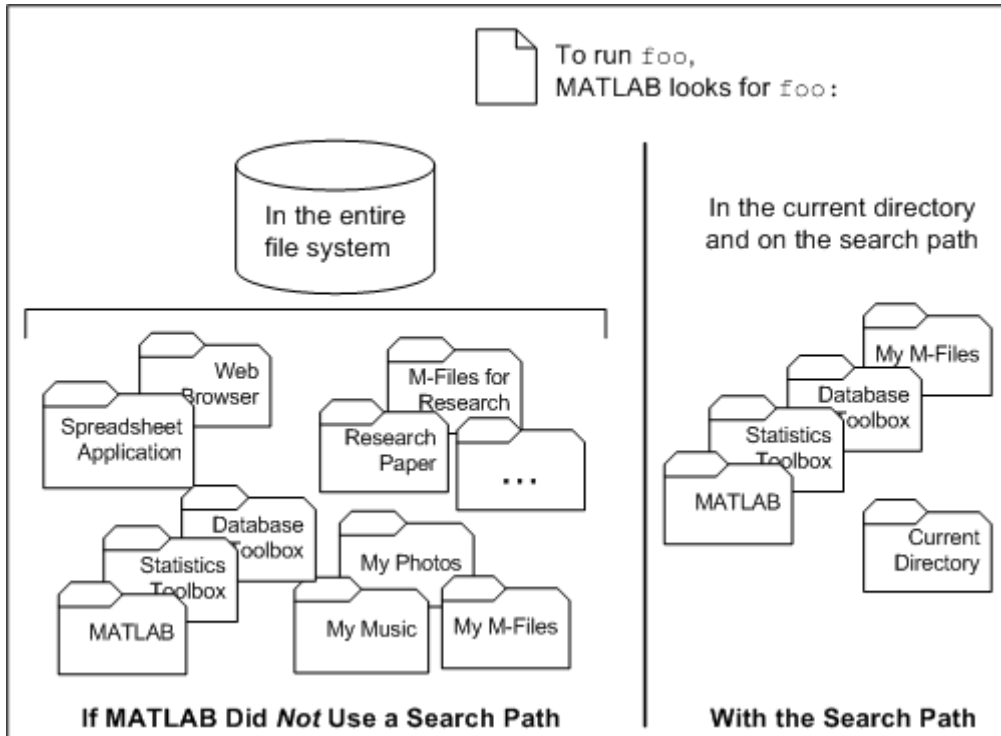 To run foo,
MATLAB looks for foo:
In the entire
file system
In the current directory
and on the search path
Web
Browser
Spreadsheet
Application
M-Files for
Research
Research
Paper
...
Database
Toolbox
Statistics
Toolbox
MATLAB
My Photos
My Music
My M-Files
My M-Files
Database
Toolbox
Statistics
Toolbox
MATLAB
Current
Directory
If MATLAB Did Not Use a Search Path
With the Search Path